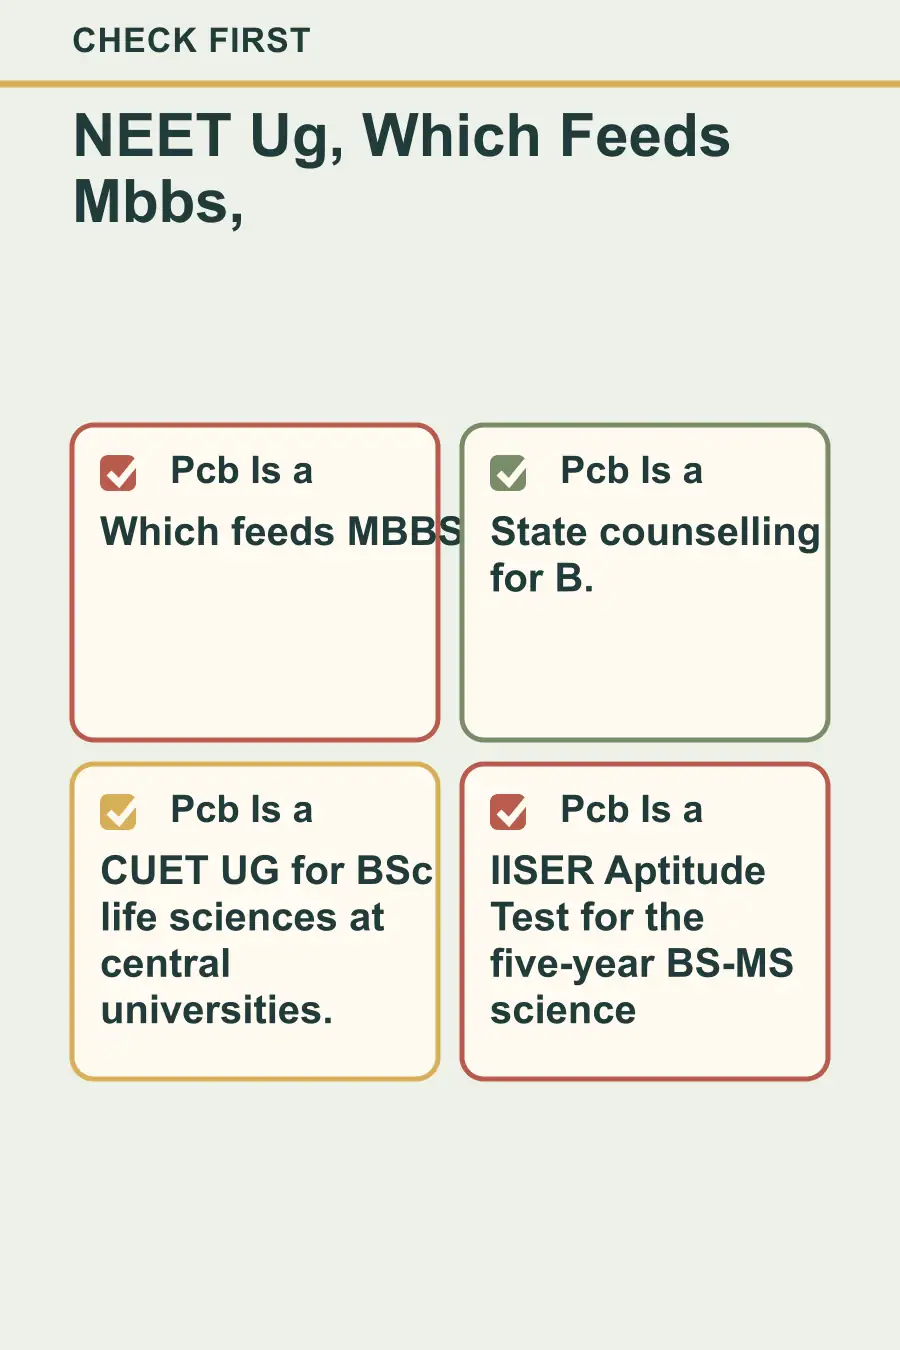 CHECK FIRST
NEET Ug, Which Feeds
Mbbs,
Pcb Is a
Which feeds MBBS
Pcb Is a
State counselling
for B.
Pcb Is a
CUET UG for BSc
life sciences at
central
universities.
Pcb Is a
IISER Aptitude
Test for the
five-year BS-MS
science